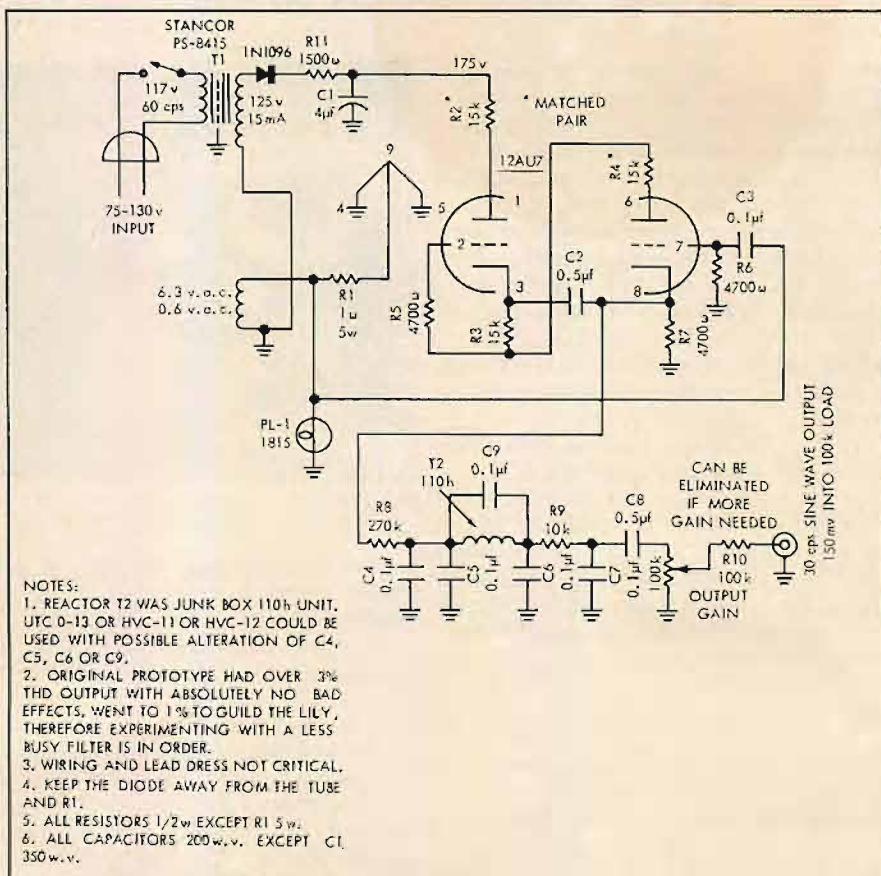 STANCOR
PS-8415
T1
1N1096
R11
1500ω
175v
117v
60 cps
125v
15mA
C1
4µf
R2*
15k
* MATCHED
PAIR
12AU7
R4*
15k
75-130v
INPUT
9
4
5
1
2
3
6
7
8
C3
0.1µf
C2
0.5µf
R6
4700ω
6.3 v.a.c.
0.6 v.a.c.
R1
1ω
5w
R5
4700ω
R3
15k
R7
4700ω
PL-1
1815
T2
110h
C9
0.1µf
R8
270k
R9
10k
C8
0.5µf
CAN BE
ELIMINATED
IF MORE
GAIN NEEDED
C4
0.1µf
C5
0.1µf
C6
0.1µf
C7
0.1µf
100k
OUTPUT
GAIN
R10
100k
30 cps SINE WAVE OUTPUT
150mv INTO 100k LOAD
NOTES:
1. REACTOR T2 WAS JUNK BOX 110h UNIT.
UTC 0-13 OR HVC-11 OR HVC-12 COULD BE
USED WITH POSSIBLE ALTERATION OF C4,
C5, C6 OR C9.
2. ORIGINAL PROTOTYPE HAD OVER 3%
THD OUTPUT WITH ABSOLUTELY NO BAD
EFFECTS, WENT TO 1% TO GUILD THE LILY,
THEREFORE EXPERIMENTING WITH A LESS
BUSY FILTER IS IN ORDER.
3. WIRING AND LEAD DRESS NOT CRITICAL.
4. KEEP THE DIODE AWAY FROM THE TUBE
AND R1.
5. ALL RESISTORS 1/2w EXCEPT R1 5w.
6. ALL CAPACITORS 200w.v. EXCEPT C1
350w.v.